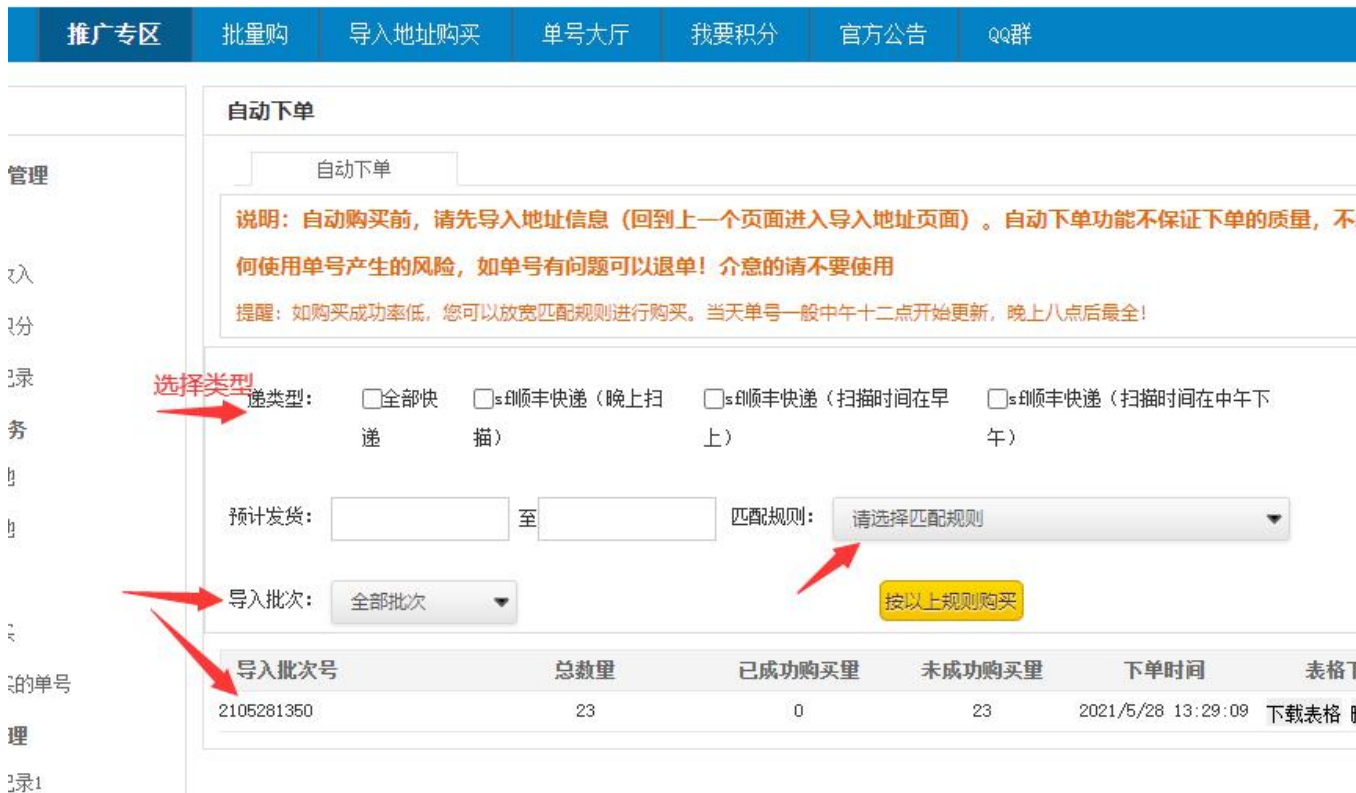 推广专区 批量购 导入地址购买 单号大厅 我要积分 官方公告 QQ群
自动下单
管理
自动下单
说明：自动购买前，请先导入地址信息（回到上一个页面进入导入地址页面）。自动下单功能不保证下单的质量，不
何使用单号产生的风险，如单号有问题可以退单！介意的请不要使用
入
提醒：如购买成功率低，您可以放宽匹配规则进行购买。当天单号一般中午十二点开始更新，晚上八点后最全！
分
录
选择类型
递类型： 全部快 sf顺丰快递（晚上扫 sf顺丰快递（扫描时间在早 sf顺丰快递（扫描时间在中午下
务
递 描） 上） 午）
预计发货： 至 匹配规则： 请选择匹配规则
导入批次： 全部批次 按以上规则购买
导入批次号 总数量 已成功购买量 未成功购买量 下单时间 表格
的单号
2105281350 23 0 23 2021/5/28 13:29:09 下载表格
理
录1